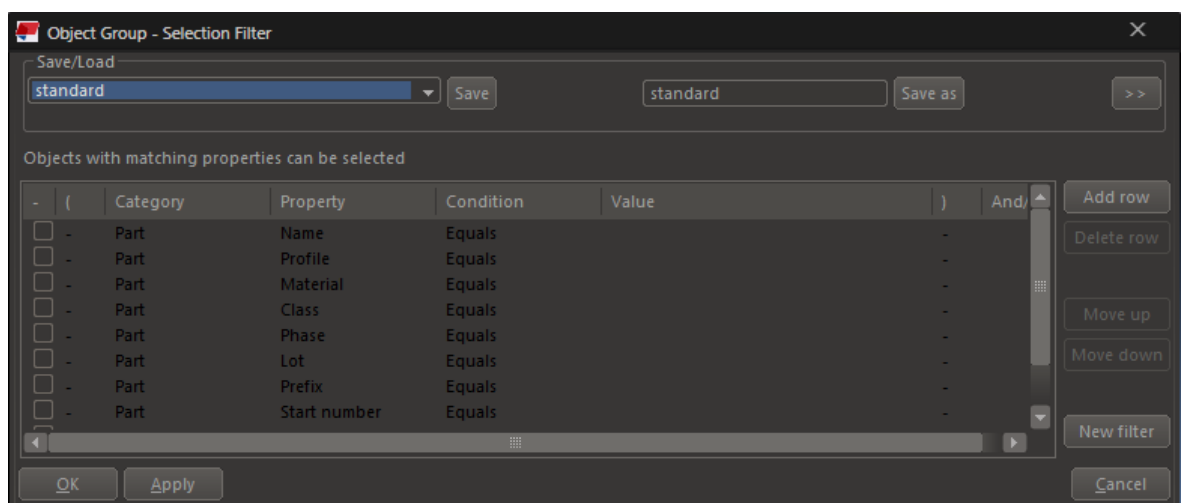 Object Group - Selection Filter
Save/Load
standard Save standard Save as >>
Objects with matching properties can be selected
- ( Category Property Condition Value ) And/
- Part Name Equals -
- Part Profile Equals -
- Part Material Equals -
- Part Class Equals -
- Part Phase Equals -
- Part Lot Equals -
- Part Prefix Equals -
- Part Start number Equals -
Add row
Delete row
Move up
Move down
New filter
OK Apply Cancel